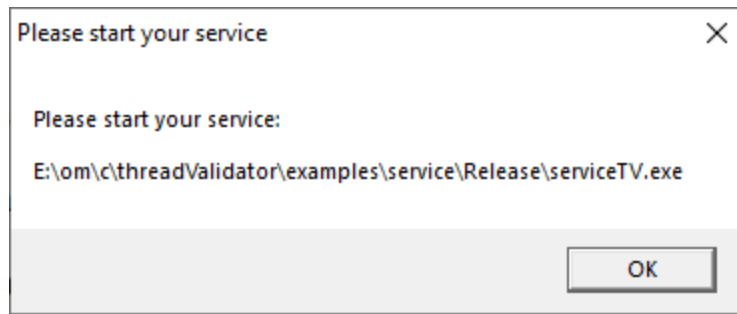 Please start your service
Please start your service:
E:\om\c\threadValidator\examples\service\Release\serviceTV.exe
OK